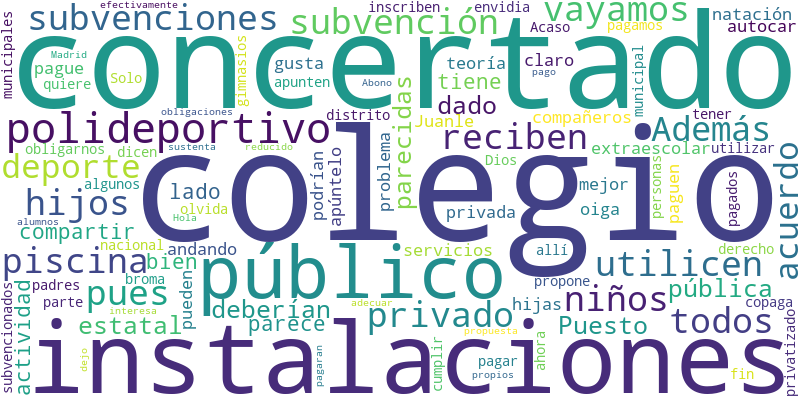 efectivamente
inscriben envidia
subvenciones subvención vayamos
Acaso natación
municipales Madrid pague gusta teoría claro pagamos autocar
concertado
quiere Solo gimnasios apunten Abono tiene municipal
pago
obligaciones distrito dado Juanle compañeros tener
polideportivo reciben Además
obligarnos dicen sustenta reducido parecidas extraescolar utilizar
deporte podrían apúntelo problema Dios personas
algunos lado mejor paguen pagados acuerdo
colegio
hijos olvida privada oiga
alumnos Hola
compartir servicios allí derecho
nacional andando
piscina bien público utilicen
padres broma propone copaga
subvencionados parte pueden adecuar hijas pública
actividad pues deberían privado niños todos
interesa
estatal parece Puesto privatizado
propuesta
instalaciones
dejo pagaran cumplir pagar propios ahora fin